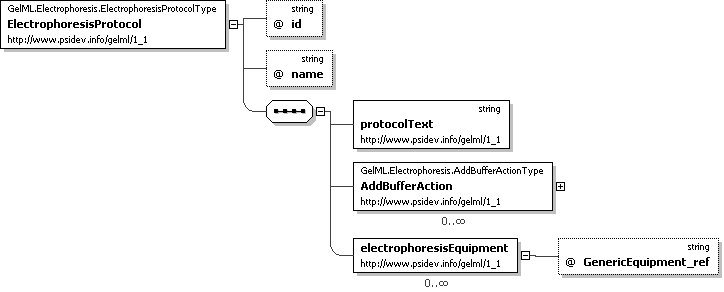 GelML.Electrophoresis.ElectrophoresisProtocolType
ElectrophoresisProtocol
http://www.psidev.info/gelml/1_1
string
@ id
string
@ name
string
protocolText
http://www.psidev.info/gelml/1_1
GelML.Electrophoresis.AddBufferActionType
AddBufferAction
http://www.psidev.info/gelml/1_1
0..∞
electrophoresisEquipment
http://www.psidev.info/gelml/1_1
0..∞
string
@ GenericEquipment_ref